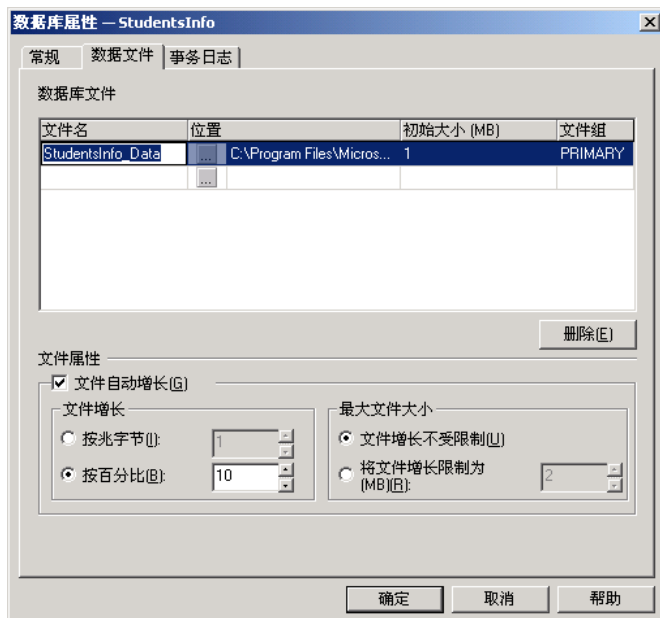 数据库属性 — StudentsInfo
常规 数据文件 事务日志
数据库文件
文件名 位置 初始大小 (MB) 文件组
StudentsInfo_Data ... C:\Program Files\Micros... 1 PRIMARY
...
删除(E)
文件属性
文件自动增长(G)
文件增长 最大文件大小
按兆字节(I): 1 文件增长不受限制(U)
按百分比(B): 10 将文件增长限制为
(MB)(R): 2
确定 取消 帮助